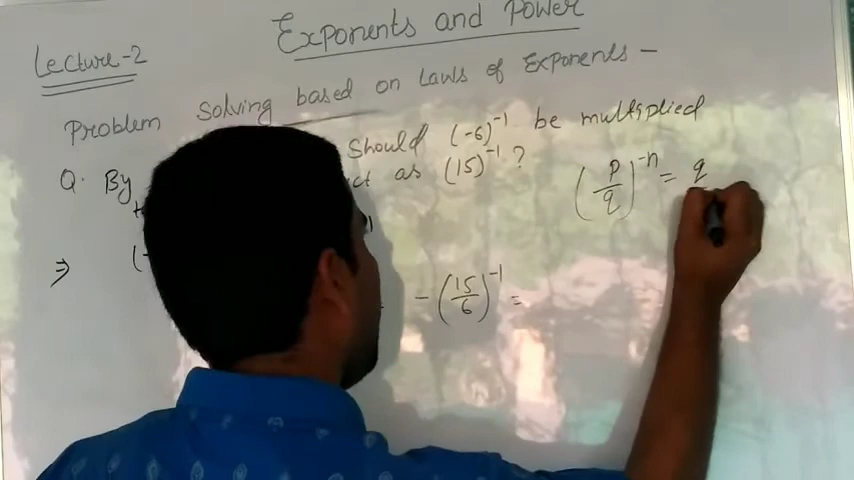 Exponents and Power
Lecture-2
Problem Solving based on Laws of Exponents -
Q. By should (-6)⁻¹ be multiplied
as (15)⁻¹ ?
(p/q)⁻ⁿ = q
⇒ (- - (15/6)⁻¹ =